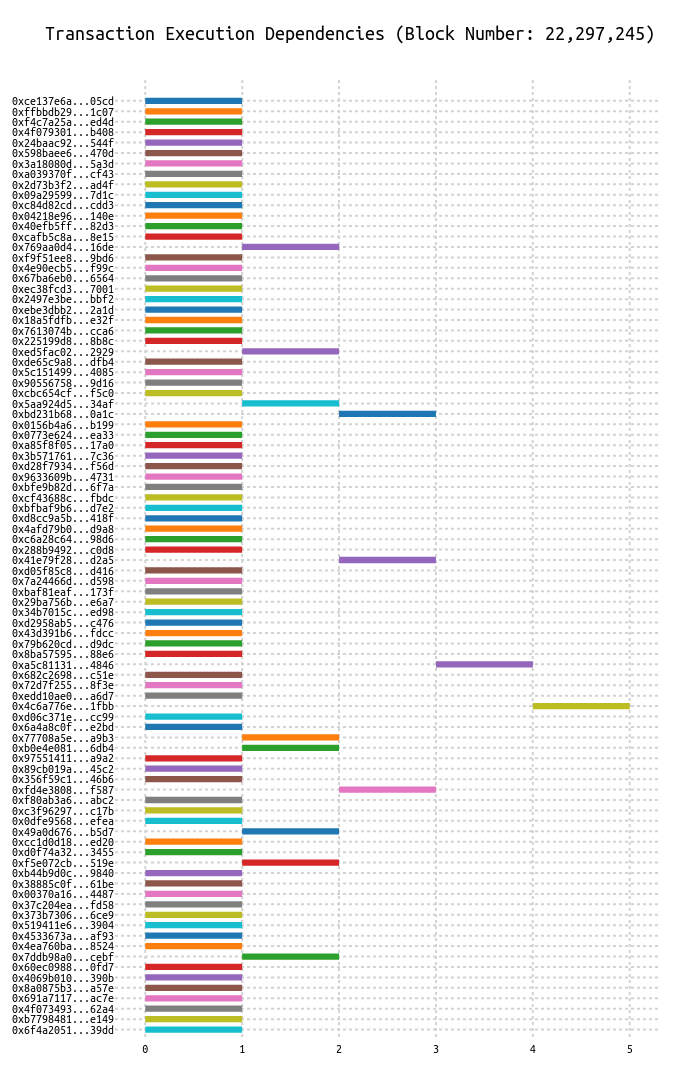 Transaction Execution Dependencies (Block Number: 22,297,245)
0xce137e6a...05cd
0xffbbdb29...1c07
0xf4c7a25a...ed4d
0x4f079301...b408
0x24baac92...544f
0x598baee6...470d
0x3a18080d...5a3d
0xa039370f...cf43
0x2d73b3f2...ad4f
0x09a29599...7d1c
0xc84d82cd...cdd3
0x04218e96...140e
0x40efb5ff...82d3
0xcafb5c8a...8e15
0x769aa0d4...16de
0xf9f51ee8...9bd6
0x4e90ecb5...f99c
0x67ba6eb0...6564
0xec38fcd3...7001
0x2497e3be...bbf2
0xebe3dbb2...2a1d
0x18a5fdfb...e32f
0x7613074b...cca6
0x225199d8...8b8c
0xed5fac02...2929
0xde65c9a8...dfb4
0x5c151499...4085
0x90556758...9d16
0xcbc654cf...f5c0
0x5aa924d5...34af
0xbd231b68...0a1c
0x0156b4a6...b199
0x0773e624...ea33
0xa85f8f05...17a0
0x3b571761...7c36
0xd28f7934...f56d
0x9633609b...4731
0xbfe9b82d...6f7a
0xcf43688c...fbdc
0xbfbaf9b6...d7e2
0xd8cc9a5b...418f
0x4afd79b0...d9a8
0xc6a28c64...98d6
0x288b9492...c0d8
0x41e79f28...d2a5
0xd05f85c8...d416
0x7a24466d...d598
0xbaf81eaf...173f
0x29ba756b...e6a7
0x34b7015c...ed98
0xd2958ab5...c476
0x43d391b6...fdcc
0x79b620cd...d9dc
0x8ba57595...88e6
0xa5c81131...4846
0x682c2698...c51e
0x72d7f255...8f3e
0xedd10ae0...a6d7
0x4c6a776e...1fbb
0xd06c371e...cc99
0x6a4a8c0f...e2bd
0x77708a5e...a9b3
0xb0e4e081...6db4
0x97551411...a9a2
0x89cb019a...45c2
0x356f59c1...46b6
0xfd4e3808...f587
0xf80ab3a6...abc2
0xc3f96297...c17b
0x0dfe9568...efea
0x49a0d676...b5d7
0xcc1d0d18...ed20
0xd0f74a32...3455
0xf5e072cb...519e
0xb44b9d0c...9840
0x38885c0f...61be
0x00370a16...4487
0x37c204ea...fd58
0x373b7306...6ce9
0x519411e6...3904
0x4533673a...af93
0x4ea760ba...8524
0x7ddb98a0...cebf
0x60ec0988...0fd7
0x4069b010...390b
0x8a0875b3...a57e
0x691a7117...ac7e
0x4f073493...62a4
0xb7798481...e149
0x6f4a2051...39dd
0 1 2 3 4 5